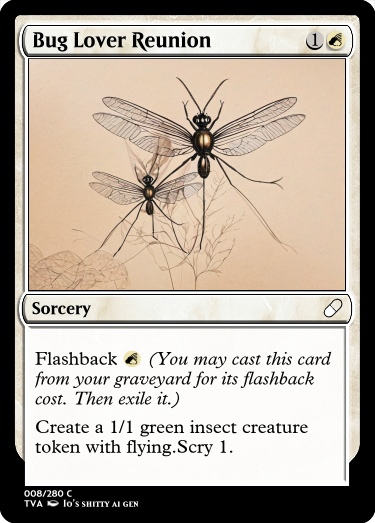 Bug Lover Reunion 1
Sorcery
Flashback (You may cast this card
from your graveyard for its flashback
cost. Then exile it.)
Create a 1/1 green insect creature
token with flying.Scry 1.
008/280 C
TVA Io's SHITTY AI GEN